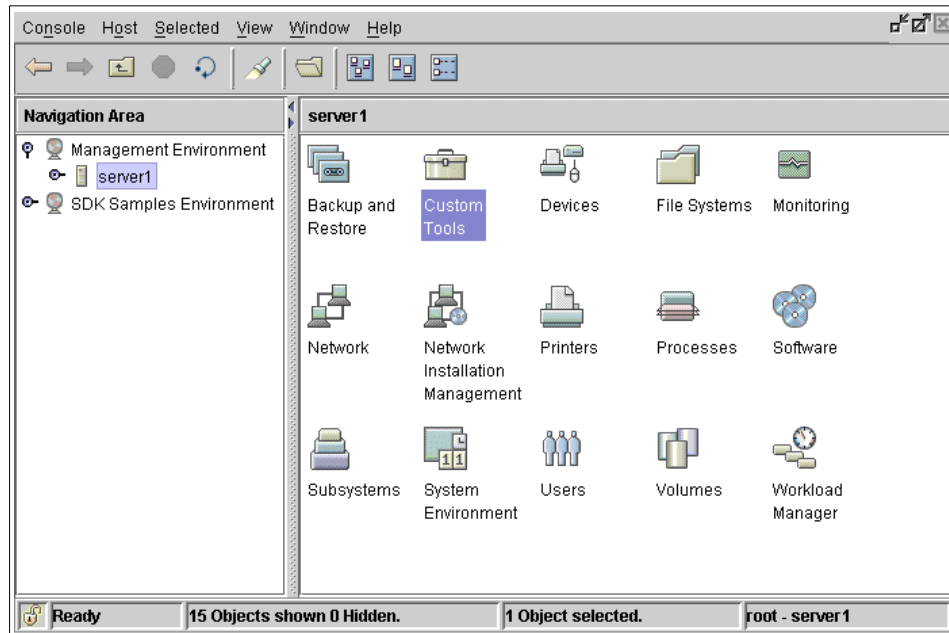 Console Host Selected View Window Help
Navigation Area
server1
Management Environment
server1
SDK Samples Environment
Backup and
Restore
Custom
Tools
Devices
File Systems
Monitoring
Network
Network
Installation
Management
Printers
Processes
Software
Subsystems
System
Environment
11
Users
Volumes
Workload
Manager
Ready
15 Objects shown 0 Hidden.
1 Object selected.
root - server1